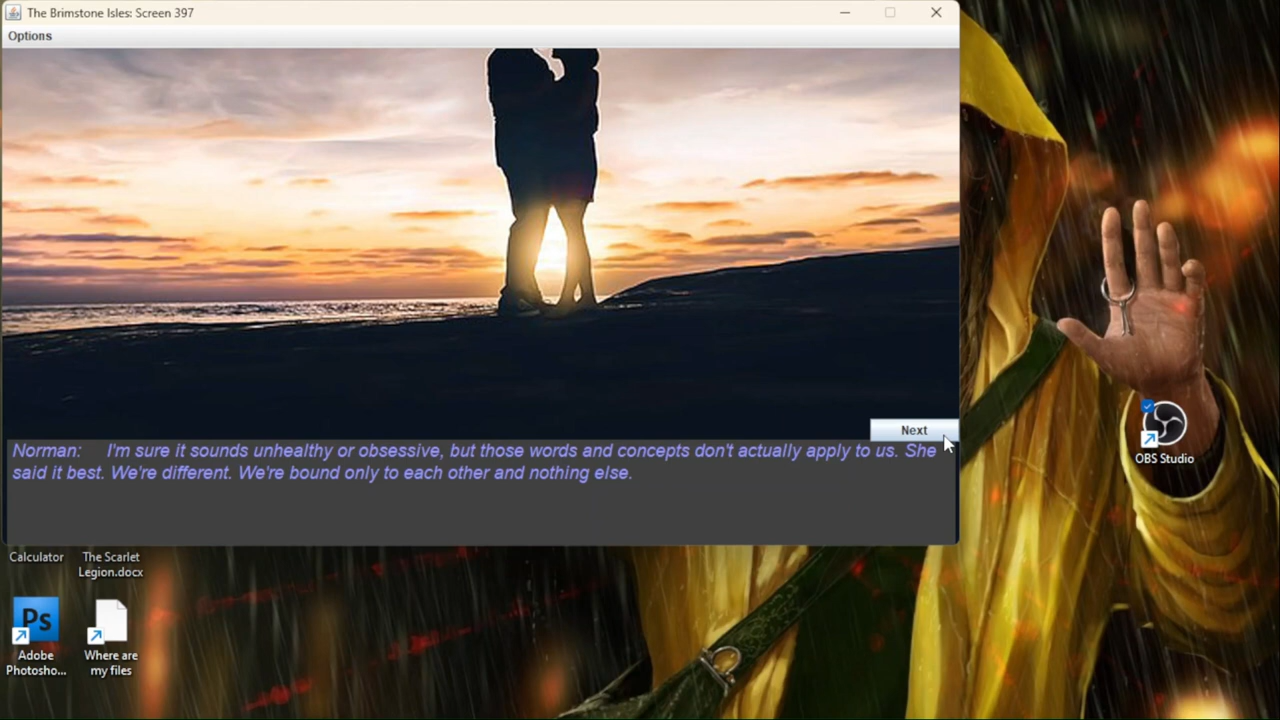 The Brimstone Isles: Screen 397
Options
Next
Norman: I'm sure it sounds unhealthy or obsessive, but those words and concepts don't actually apply to us. She
said it best. We're different. We're bound only to each other and nothing else.
OBS Studio
Calculator
The Scarlet
Legion.docx
Ps
Adobe
Photosho...
Where are
my files